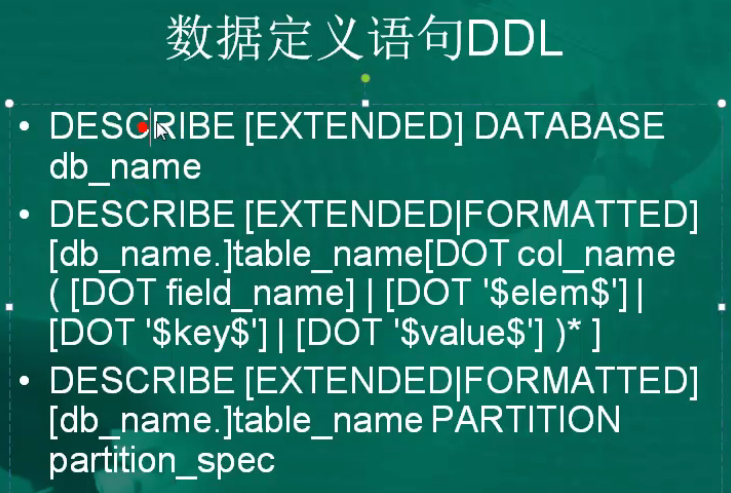 数据定义语句DDL
• DESCRIBE [EXTENDED] DATABASE
db_name
• DESCRIBE [EXTENDED|FORMATTED]
[db_name.]table_name[DOT col_name
( [DOT field_name] | [DOT '$elem$'] |
[DOT '$key$'] | [DOT '$value$'] )* ]
• DESCRIBE [EXTENDED|FORMATTED]
[db_name.]table_name PARTITION
partition_spec